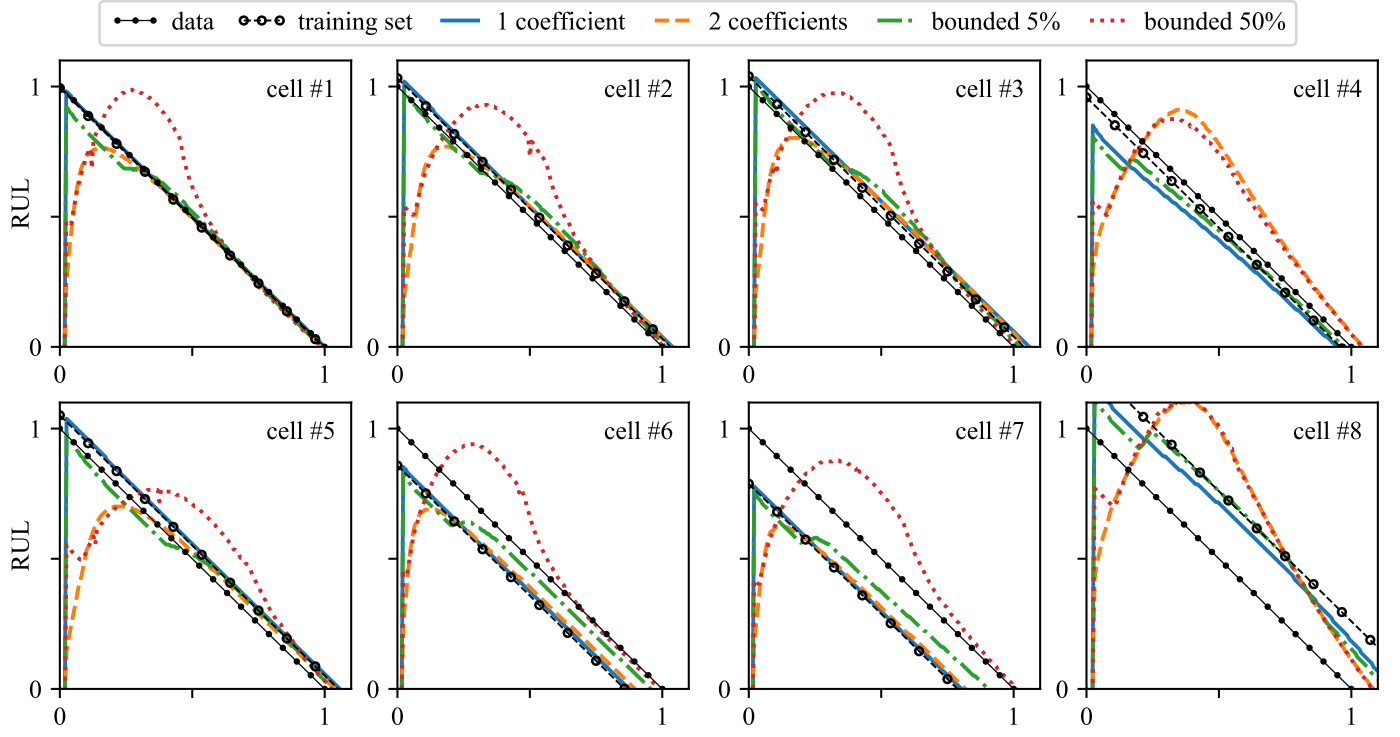 data training set 1 coefficient 2 coefficients bounded 5% bounded 50%
cell #1 cell #2 cell #3 cell #4
1 1 1 1
RUL
0 0 0 0
0 1 0 1 0 1 0 1
cell #5 cell #6 cell #7 cell #8
1 1 1 1
RUL
0 0 0 0
0 1 0 1 0 1 0 1